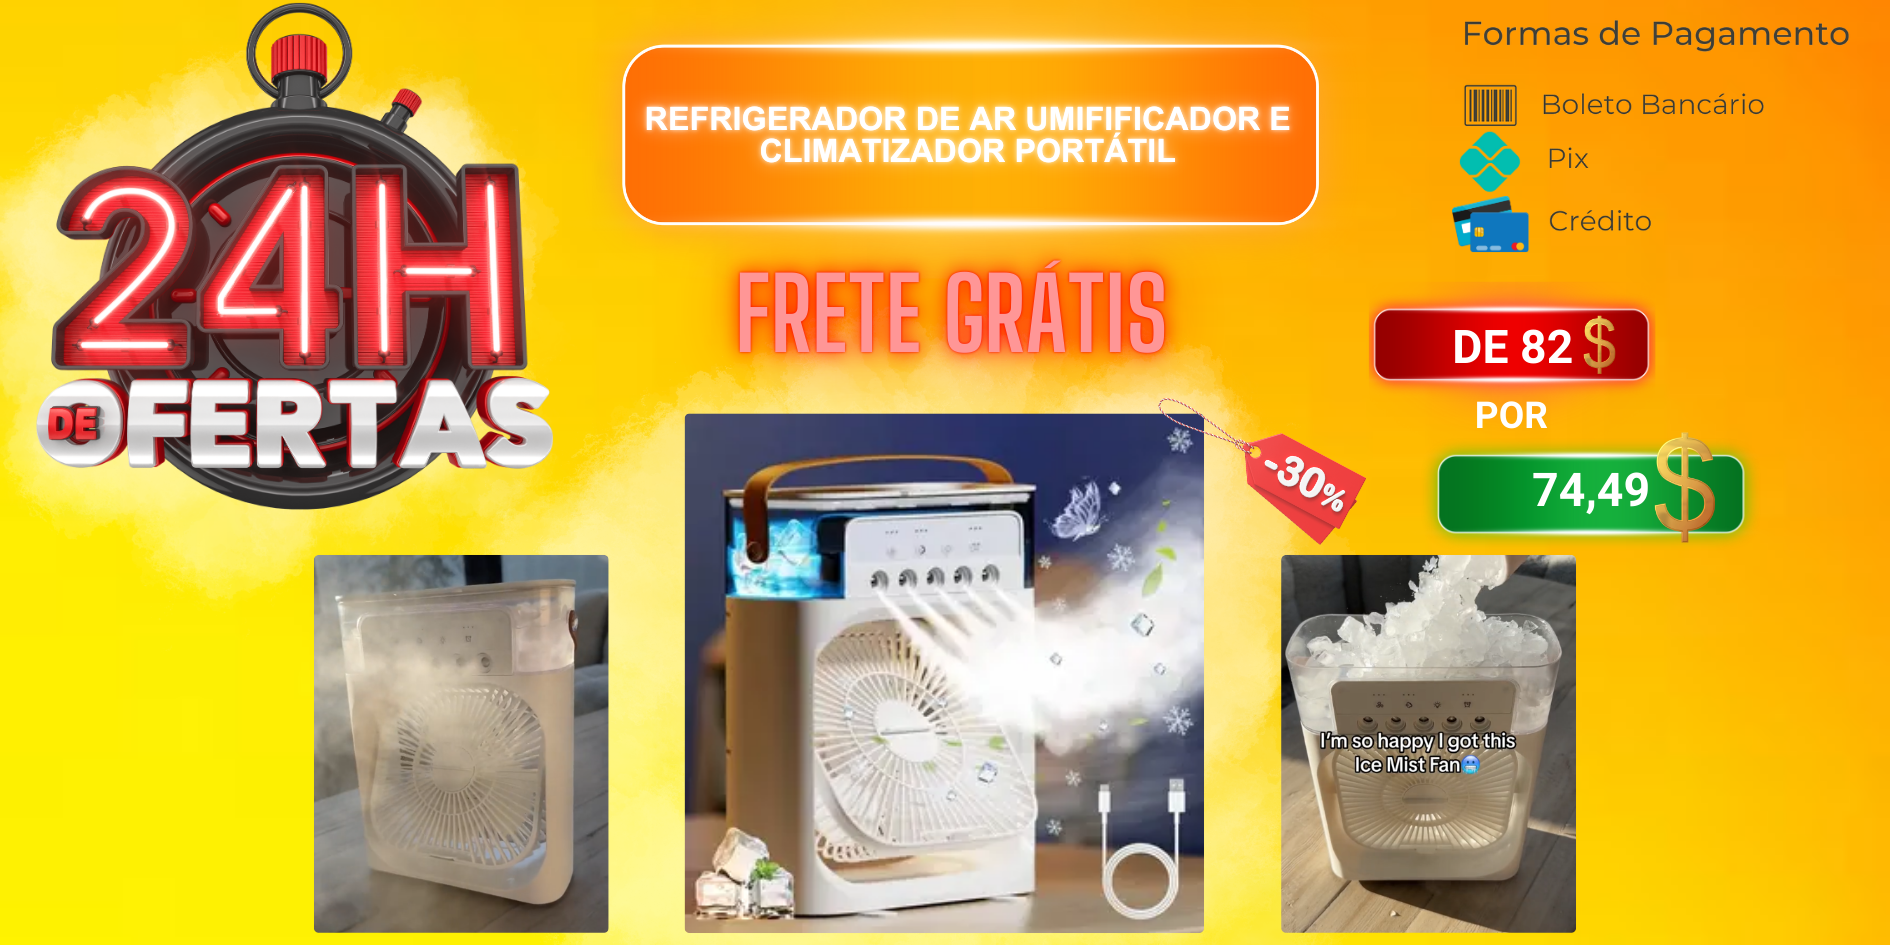 24H
DE OFERTAS
REFRIGERADOR DE AR UMIFIFICADOR E
CLIMATIZADOR PORTÁTIL
FRETE GRÁTIS
Formas de Pagamento
Boleto Bancário
Pix
Crédito
DE 82 $
POR
74,49 $
-30%
I'm so happy I got this
Ice Mist Fan🥶